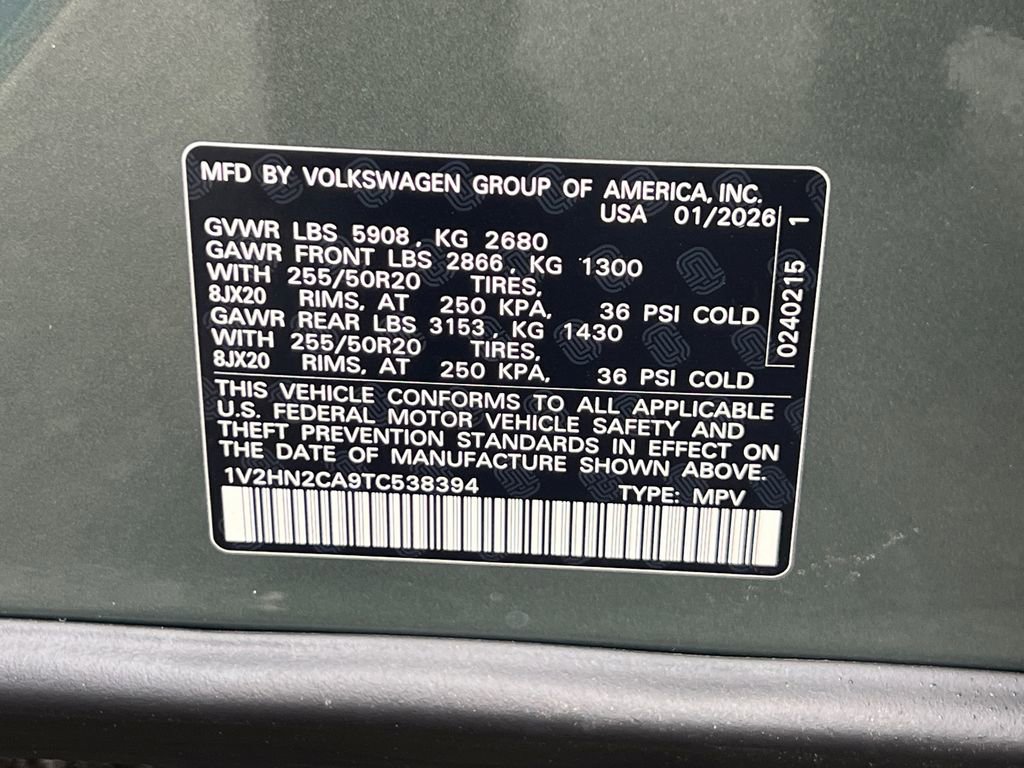 MFD BY VOLKSWAGEN GROUP OF AMERICA, INC.
USA 01/2026
GVWR LBS 5908, KG 2680
GAWR FRONT LBS 2866, KG 1300
WITH 255/50R20 TIRES,
8JX20 RIMS, AT 250 KPA, 36 PSI COLD
GAWR REAR LBS 3153, KG 1430
WITH 255/50R20 TIRES,
8JX20 RIMS, AT 250 KPA, 36 PSI COLD
THIS VEHICLE CONFORMS TO ALL APPLICABLE
U.S. FEDERAL MOTOR VEHICLE SAFETY AND
THEFT PREVENTION STANDARDS IN EFFECT ON
THE DATE OF MANUFACTURE SHOWN ABOVE.
1V2HN2CA9TC538394 TYPE: MPV
0240215 1